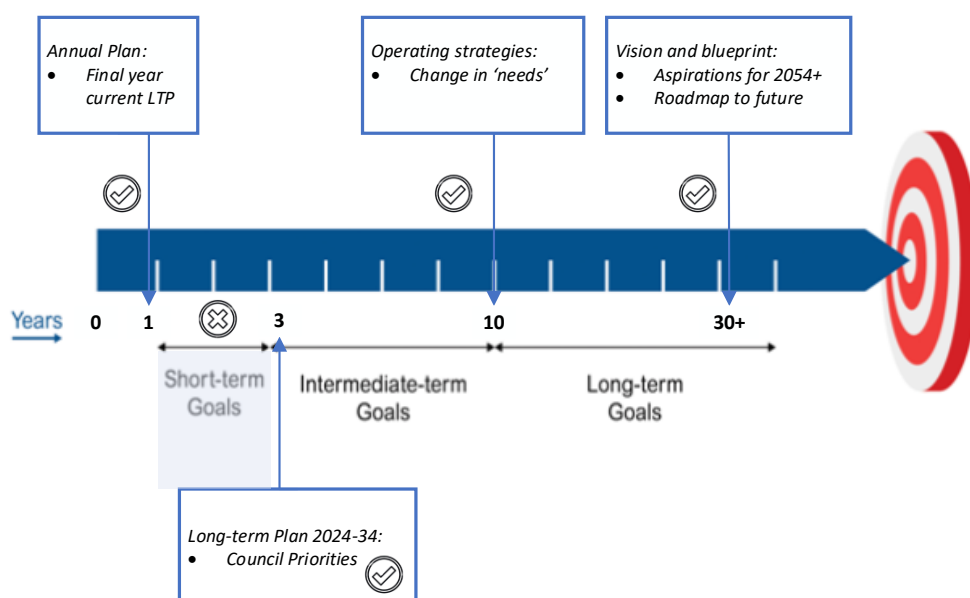 Annual Plan:
• Final year
current LTP
Operating strategies:
• Change in ‘needs’
Vision and blueprint:
• Aspirations for 2054+
• Roadmap to future
Years 0 1 3 10 30+
Short-term
Goals
Intermediate-term
Goals
Long-term
Goals
Long-term Plan 2024-34:
• Council Priorities